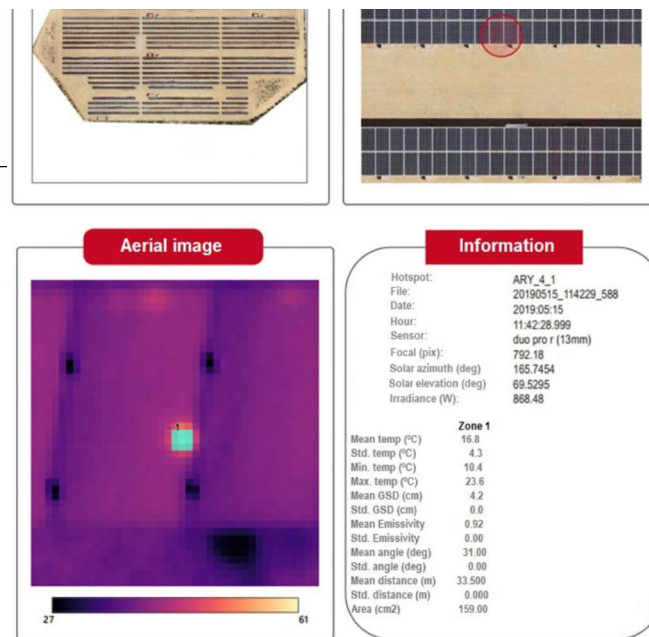 Aerial image
1
27
61
Information
Hotspot: ARY_4_1
File: 20190515_114229_588
Date: 2019:05:15
Hour: 11:42:28.999
Sensor: duo pro r (13mm)
Focal (pix): 792.18
Solar azimuth (deg) 165.7454
Solar elevation (deg) 69.5295
Irradiance (W): 868.48
Zone 1
Mean temp (ºC) 16.8
Std. temp (ºC) 4.3
Min. temp (ºC) 10.4
Max. temp (ºC) 23.6
Mean GSD (cm) 4.2
Std. GSD (cm) 0.0
Mean Emissivity 0.92
Std. Emissivity 0.00
Mean angle (deg) 31.00
Std. angle (deg) 0.00
Mean distance (m) 33.500
Std. distance (m) 0.000
Area (cm2) 159.00